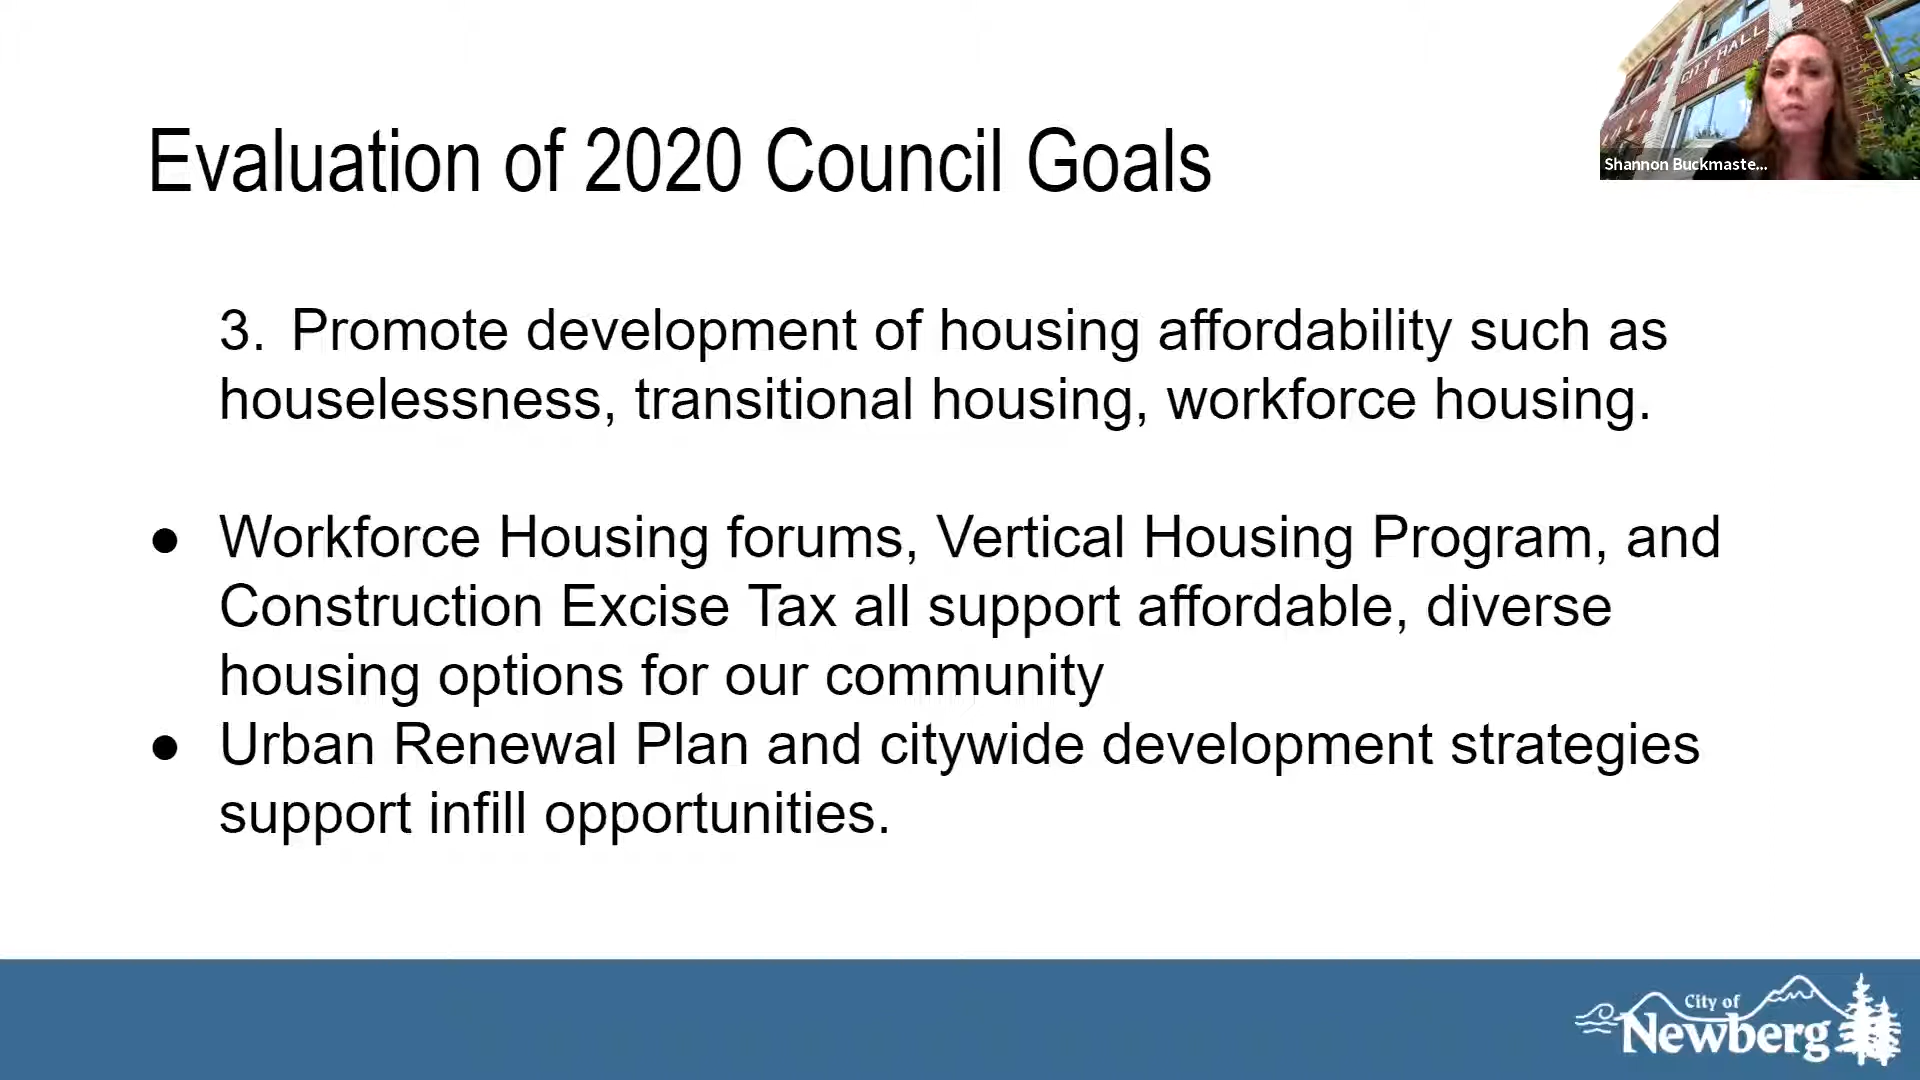 CITY HALL
Shannon Buckmaste...
Evaluation of 2020 Council Goals
3. Promote development of housing affordability such as
houselessness, transitional housing, workforce housing.
● Workforce Housing forums, Vertical Housing Program, and
Construction Excise Tax all support affordable, diverse
housing options for our community
● Urban Renewal Plan and citywide development strategies
support infill opportunities.
City of
Newberg